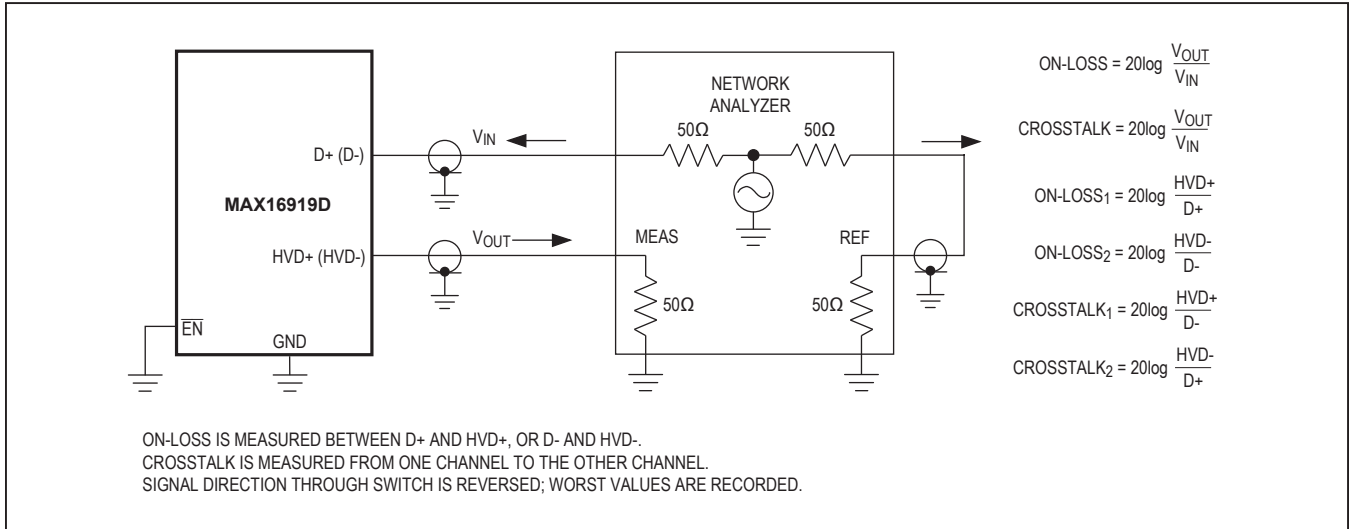 NETWORK
ANALYZER
50Ω
50Ω
VIN
D+ (D-)
MAX16919D
VOUT
HVD+ (HVD-)
MEAS
REF
50Ω
50Ω
EN
GND
ON-LOSS = 20log VOUT/VIN
CROSSTALK = 20log VOUT/VIN
ON-LOSS1 = 20log HVD+/D+
ON-LOSS2 = 20log HVD-/D-
CROSSTALK1 = 20log HVD+/D-
CROSSTALK2 = 20log HVD-/D+
ON-LOSS IS MEASURED BETWEEN D+ AND HVD+, OR D- AND HVD-.
CROSSTALK IS MEASURED FROM ONE CHANNEL TO THE OTHER CHANNEL.
SIGNAL DIRECTION THROUGH SWITCH IS REVERSED; WORST VALUES ARE RECORDED.